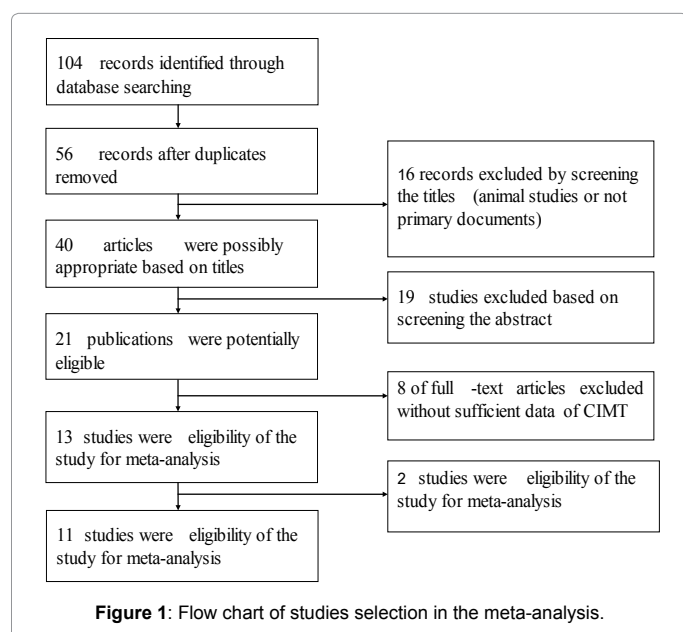 104 records identified through
database searching
56 records after duplicates
removed
16 records excluded by screening
the titles (animal studies or not
primary documents)
40 articles were possibly
appropriate based on titles
19 studies excluded based on
screening the abstract
21 publications were potentially
eligible
8 of full -text articles excluded
without sufficient data of CIMT
13 studies were eligibility of the
study for meta-analysis
2 studies were eligibility of the
study for meta-analysis
11 studies were eligibility of the
study for meta-analysis
Figure 1: Flow chart of studies selection in the meta-analysis.